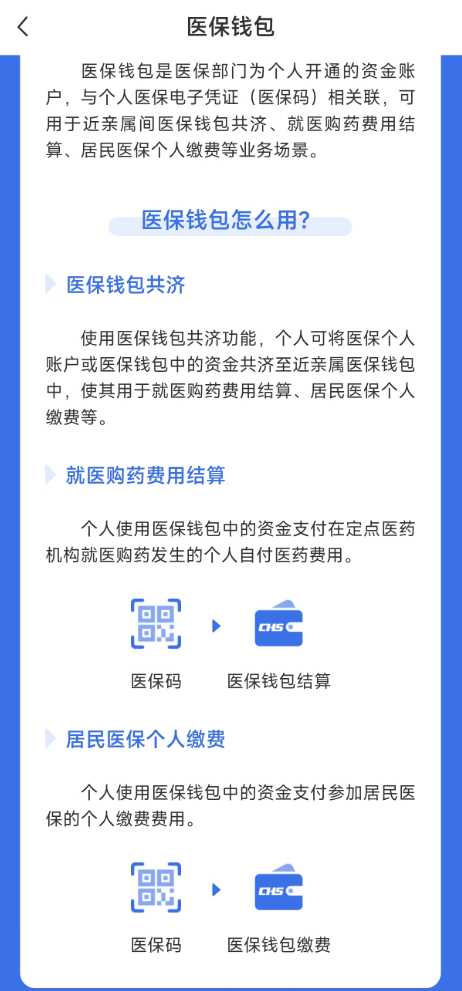 医保钱包
医保钱包是医保部门为个人开通的资金账
户，与个人医保电子凭证（医保码）相关联，可
用于近亲属间医保钱包共济、就医购药费用结
算、居民医保个人缴费等业务场景。
医保钱包怎么用？
医保钱包共济
使用医保钱包共济功能，个人可将医保个人
账户或医保钱包中的资金共济至近亲属医保钱包
中，使其用于就医购药费用结算、居民医保个人
缴费等。
就医购药费用结算
个人使用医保钱包中的资金支付在定点医药
机构就医购药发生的个人自付医药费用。
CHS
医保码 医保钱包结算
居民医保个人缴费
个人使用医保钱包中的资金支付参加居民医
保的个人缴费费用。
CHS
医保码 医保钱包缴费